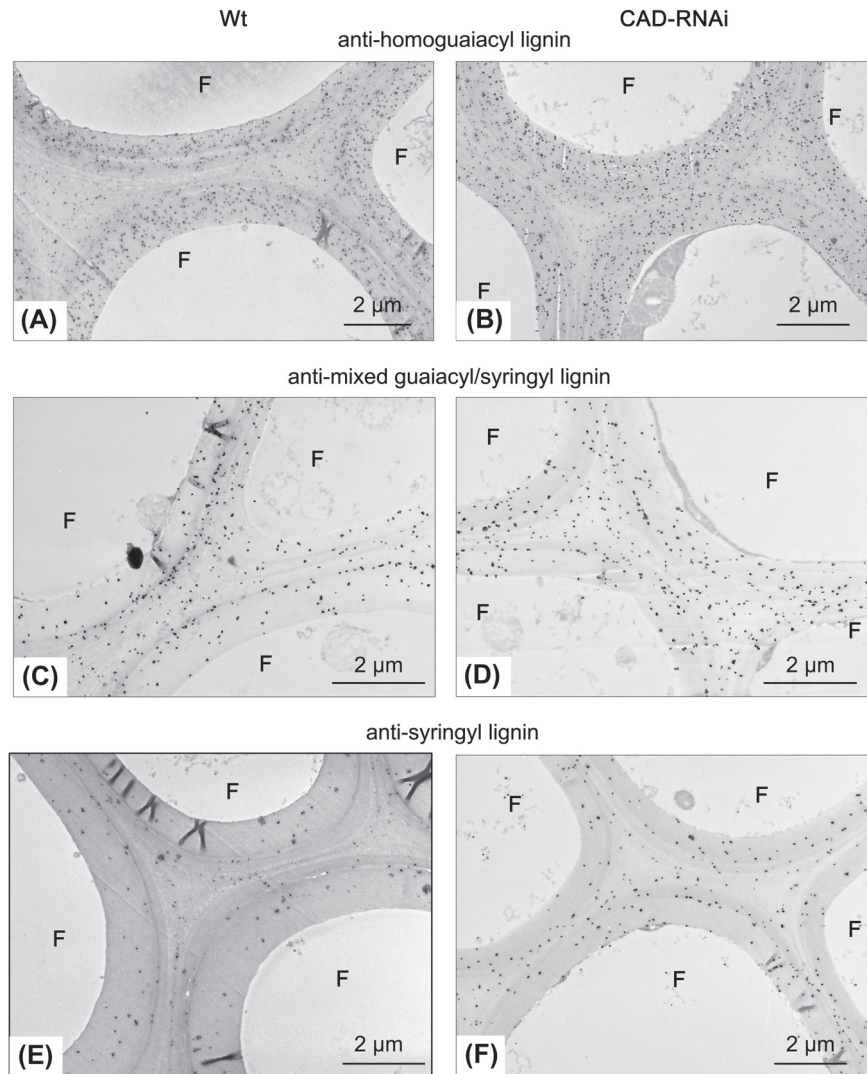 Wt CAD-RNAi
anti-homoguaiacyl lignin
F F
F F
F F
(A) 2 µm (B) 2 µm
anti-mixed guaiacyl/syringyl lignin
F F
F F
F F F
(C) 2 µm (D) 2 µm
anti-syringyl lignin
F F F
F F F
F F
(E) 2 µm (F) 2 µm